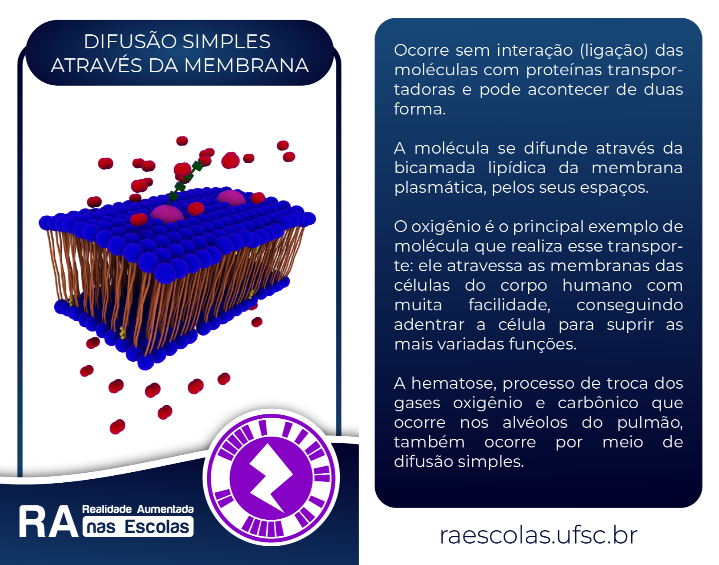 DIFUSÃO SIMPLES
ATRAVÉS DA MEMBRANA
RA Realidade Aumentada
nas Escolas
Ocorre sem interação (ligação) das
moléculas com proteínas transpor-
tadoras e pode acontecer de duas
forma.
A molécula se difunde através da
bicamada lipídica da membrana
plasmática, pelos seus espaços.
O oxigênio é o principal exemplo de
molécula que realiza esse transpor-
te: ele atravessa as membranas das
células do corpo humano com
muita facilidade, conseguindo
adentrar a célula para suprir as
mais variadas funções.
A hematose, processo de troca dos
gases oxigênio e carbônico que
ocorre nos alvéolos do pulmão,
também ocorre por meio de
difusão simples.
raescolas.ufsc.br